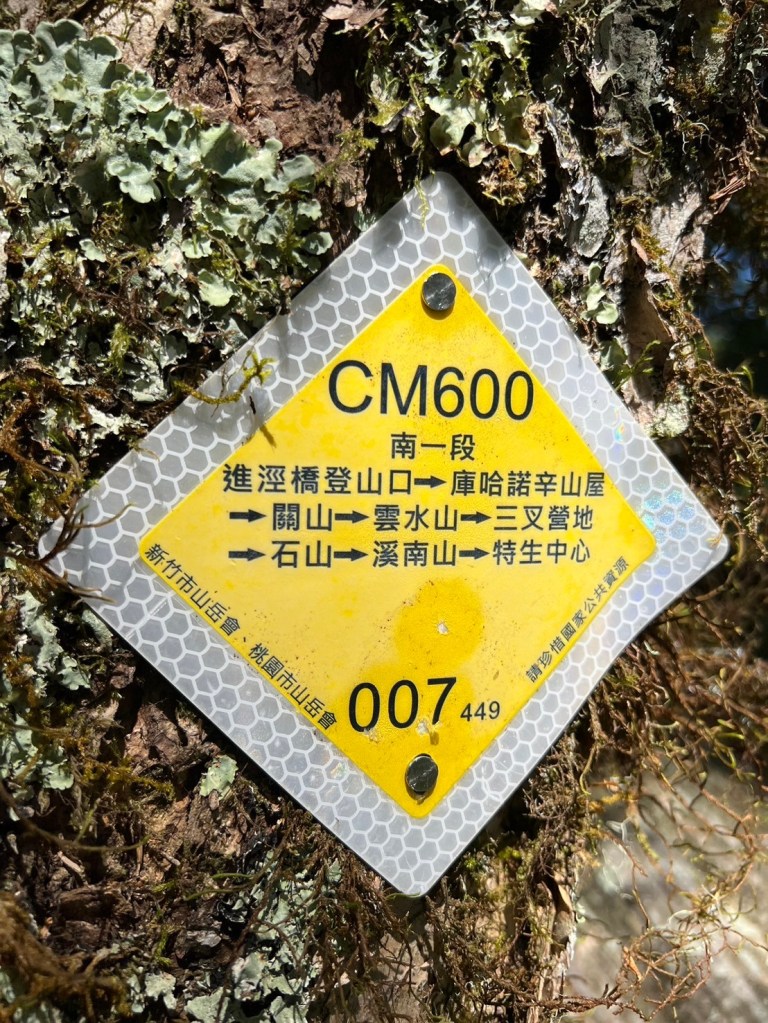 CM600
南一段
進涇橋登山口➞庫哈諾辛山屋
➞關山➞雲水山➞三叉營地
➞石山➞溪南山➞特生中心
新竹市山岳會、桃園市山岳會
請珍惜國家公共資源
007 449